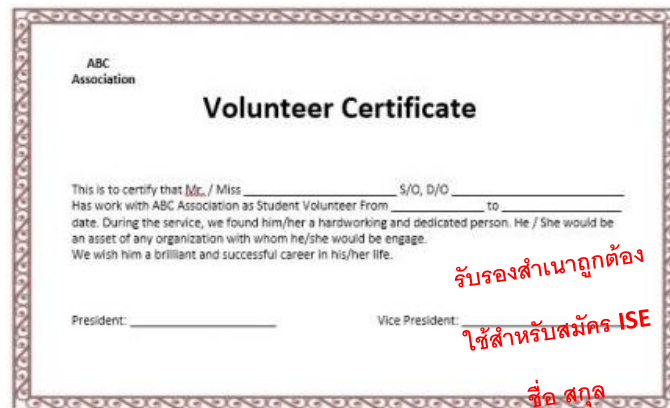 ABC
Association
Volunteer Certificate
This is to certify that Mr. / Miss ____________________ S/O, D/O ____________________
Has work with ABC Association as Student Volunteer From ____________ to ____________
date. During the service, we found him/her a hardworking and dedicated person. He / She would be
an asset of any organization with whom he/she would be engage.
We wish him a brilliant and successful career in his/her life.
รับรองสำเนาถูกต้อง
President: ____________________ Vice President: ____________________
ใช้สำหรับสมัคร ISE
ชื่อ สกุล